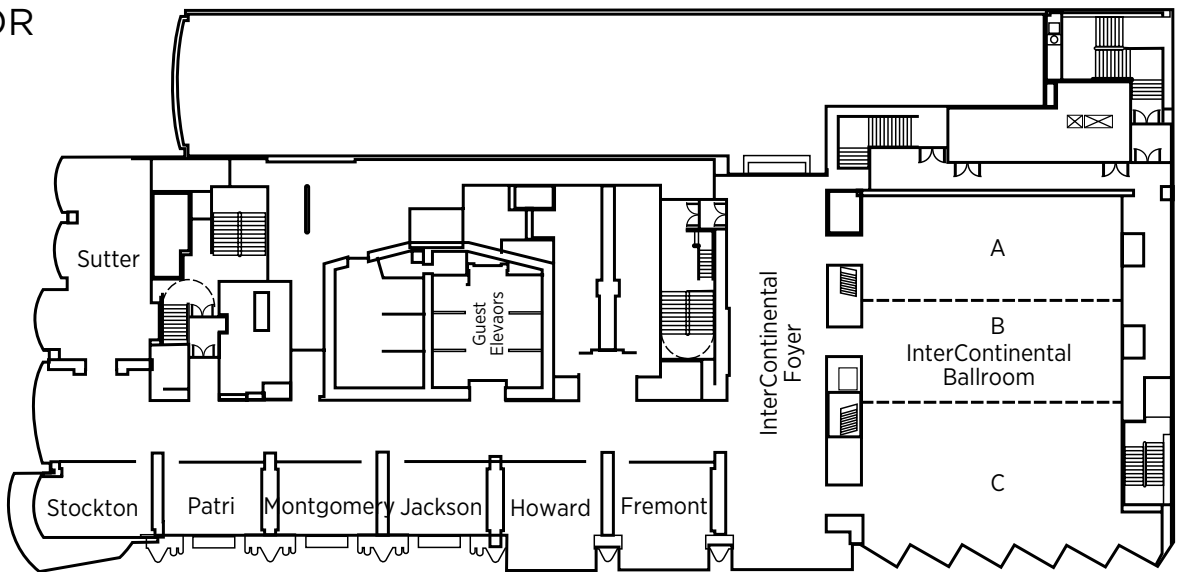 OR
Sutter
Guest
Elevaors
InterContinental
Foyer
A
B
InterContinental
Ballroom
C
Stockton
Patri
Montgomery
Jackson
Howard
Fremont